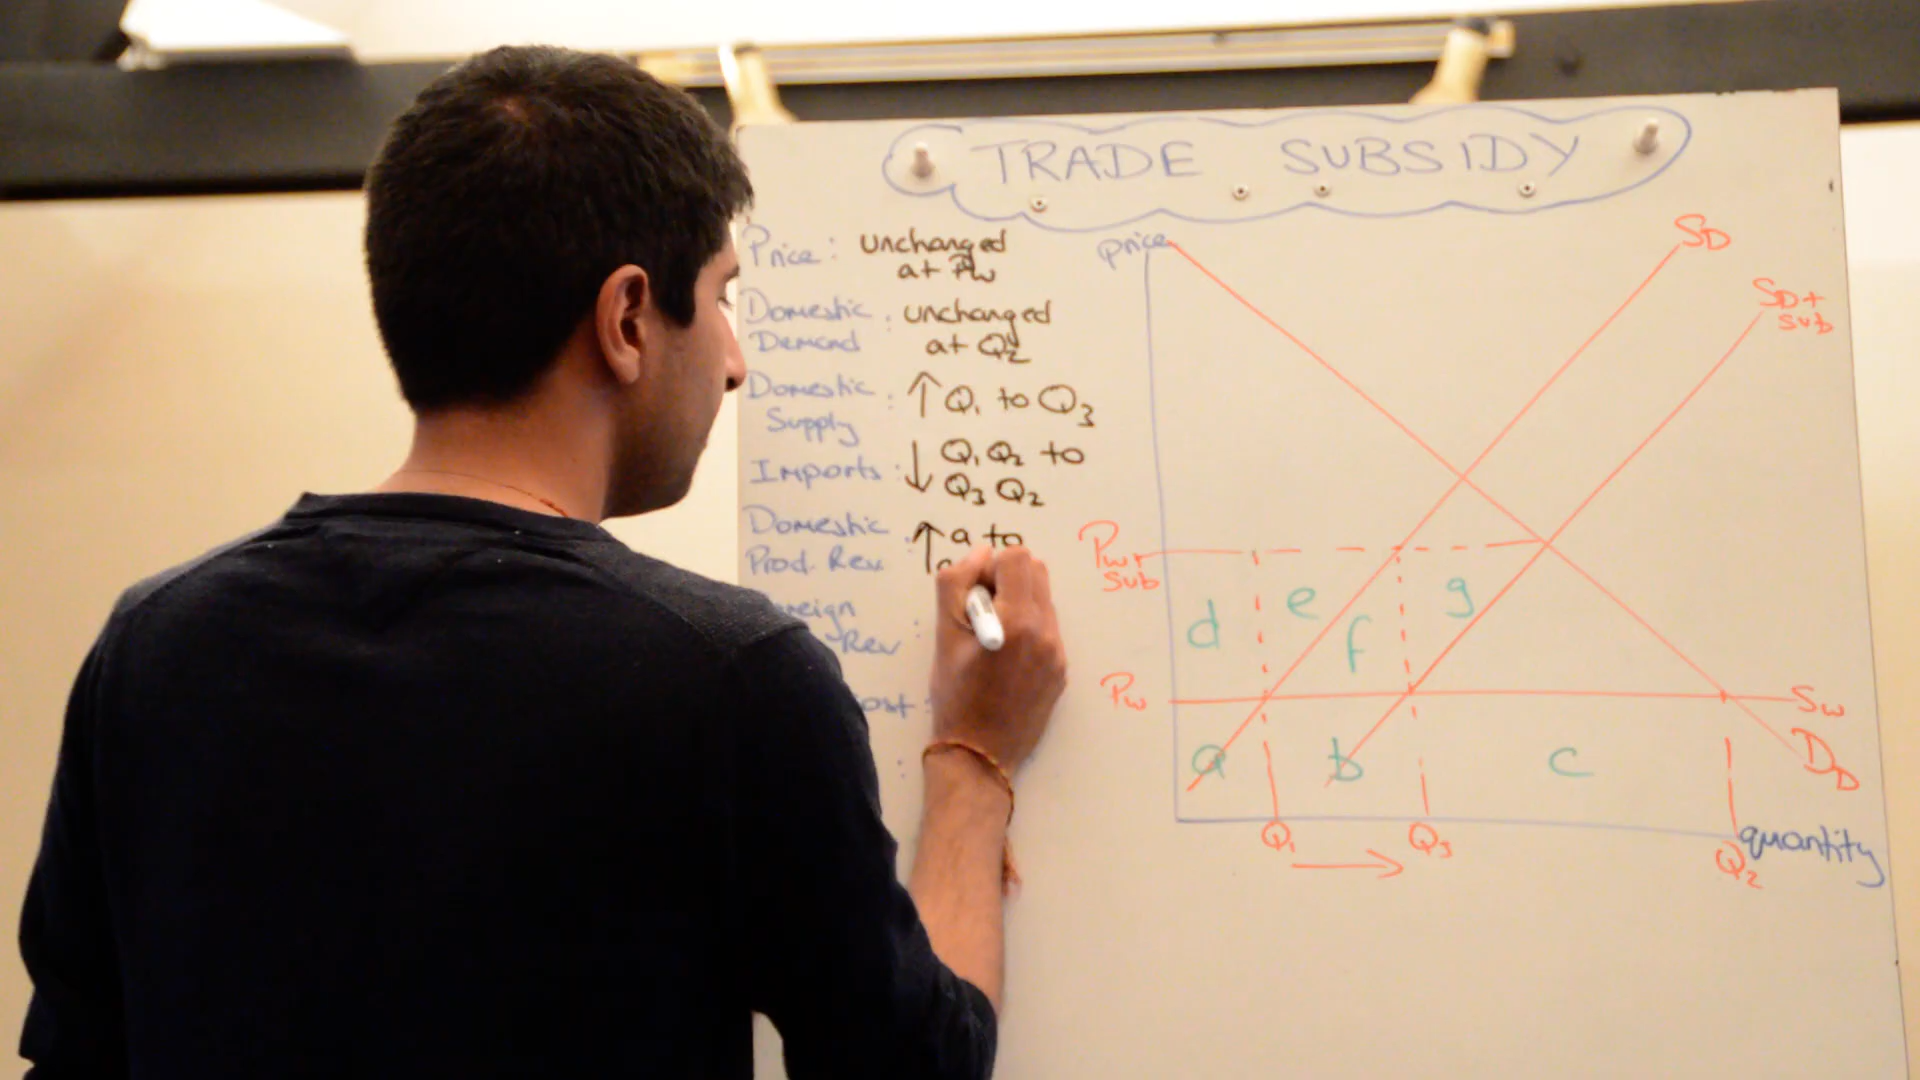 TRADE SUBSIDY
Price: unchanged
at Pw
Domestic: unchanged
Demand at Q2
Domestic: ↑ Q1 to Q3
Supply
Imports: ↓ Q1 Q2 to
Q3 Q2
Domestic: ↑ a to
Prod. Rev
reign :
Rev
ost :
:
price
SD
SD+
sub
Pw+
sub
d
e
f
g
Pw
Sw
DD
a
b
c
Q1
→
Q3
Q2
quantity